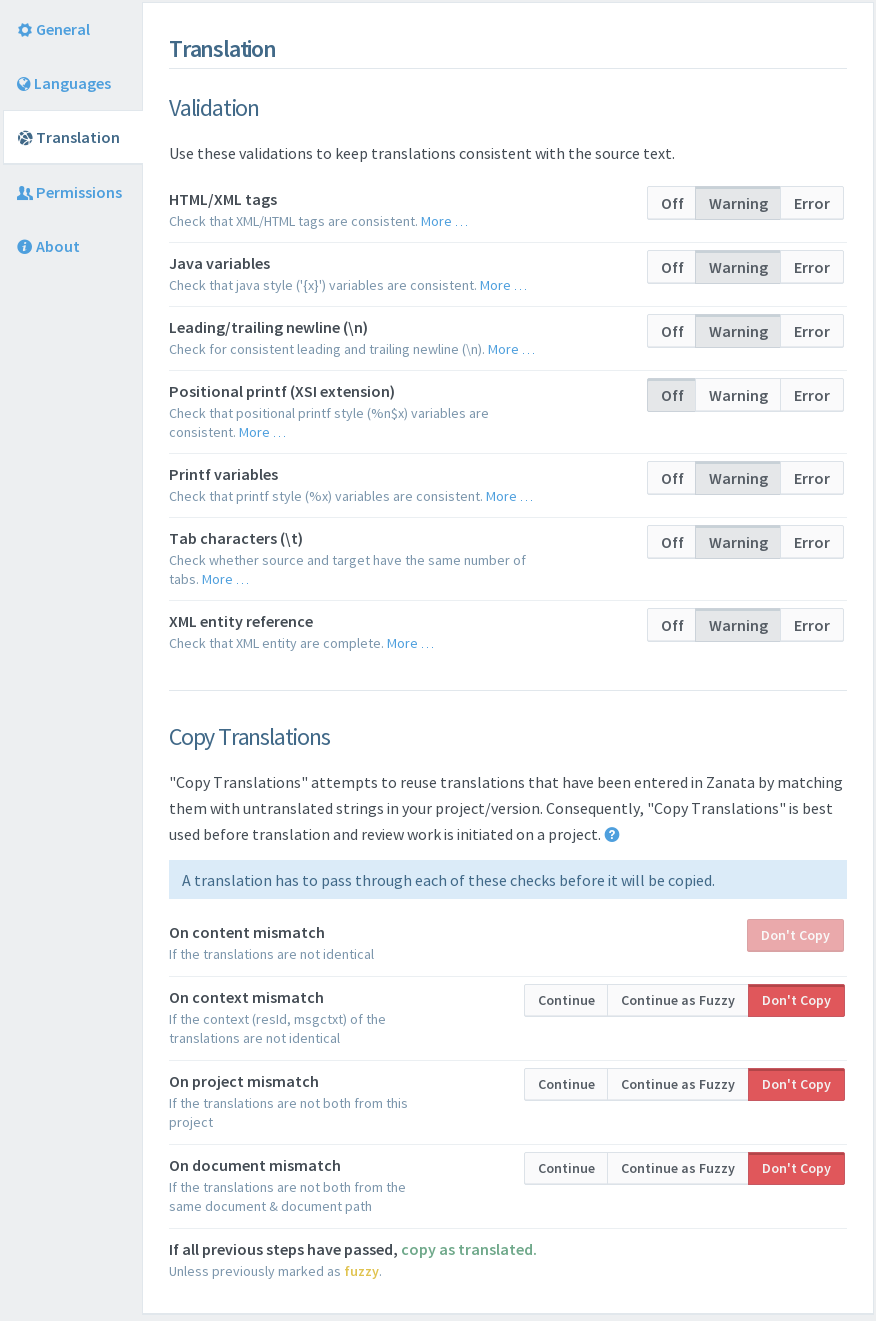 General
Languages
Translation
Permissions
About
Translation
Validation
Use these validations to keep translations consistent with the source text.
HTML/XML tags
Check that XML/HTML tags are consistent. More …
Off Warning Error
Java variables
Check that java style ('{x}') variables are consistent. More …
Off Warning Error
Leading/trailing newline (\n)
Check for consistent leading and trailing newline (\n). More …
Off Warning Error
Positional printf (XSI extension)
Check that positional printf style (%n$x) variables are
consistent. More …
Off Warning Error
Printf variables
Check that printf style (%x) variables are consistent. More …
Off Warning Error
Tab characters (\t)
Check whether source and target have the same number of
tabs. More …
Off Warning Error
XML entity reference
Check that XML entity are complete. More …
Off Warning Error
Copy Translations
"Copy Translations" attempts to reuse translations that have been entered in Zanata by matching
them with untranslated strings in your project/version. Consequently, "Copy Translations" is best
used before translation and review work is initiated on a project.
A translation has to pass through each of these checks before it will be copied.
On content mismatch
If the translations are not identical
Don't Copy
On context mismatch
If the context (resId, msgctxt) of the
translations are not identical
Continue Continue as Fuzzy Don't Copy
On project mismatch
If the translations are not both from this
project
Continue Continue as Fuzzy Don't Copy
On document mismatch
If the translations are not both from the
same document & document path
Continue Continue as Fuzzy Don't Copy
If all previous steps have passed, copy as translated.
Unless previously marked as fuzzy.